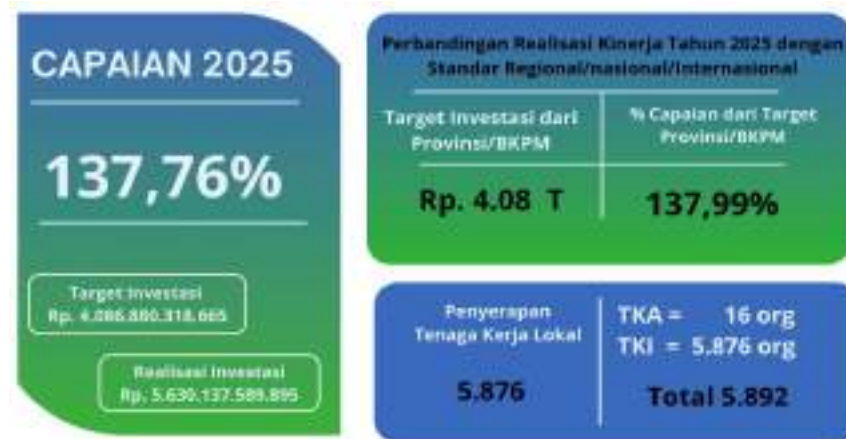 CAPAIAN 2025
137,76%
Target Investasi
Rp. 4.086.880.318.665
Realisasi Investasi
Rp. 5.630.137.589.895
Perbandingan Realisasi Kinerja Tahun 2025 dengan
Standar Regional/nasional/Internasional
Target Investasi dari
Provinsi/BKPM
% Capaian dari Target
Provinsi/BKPM
Rp. 4.08 T
137,99%
Penyerapan
Tenaga Kerja Lokal
5.876
TKA = 16 org
TKI = 5.876 org
Total 5.892